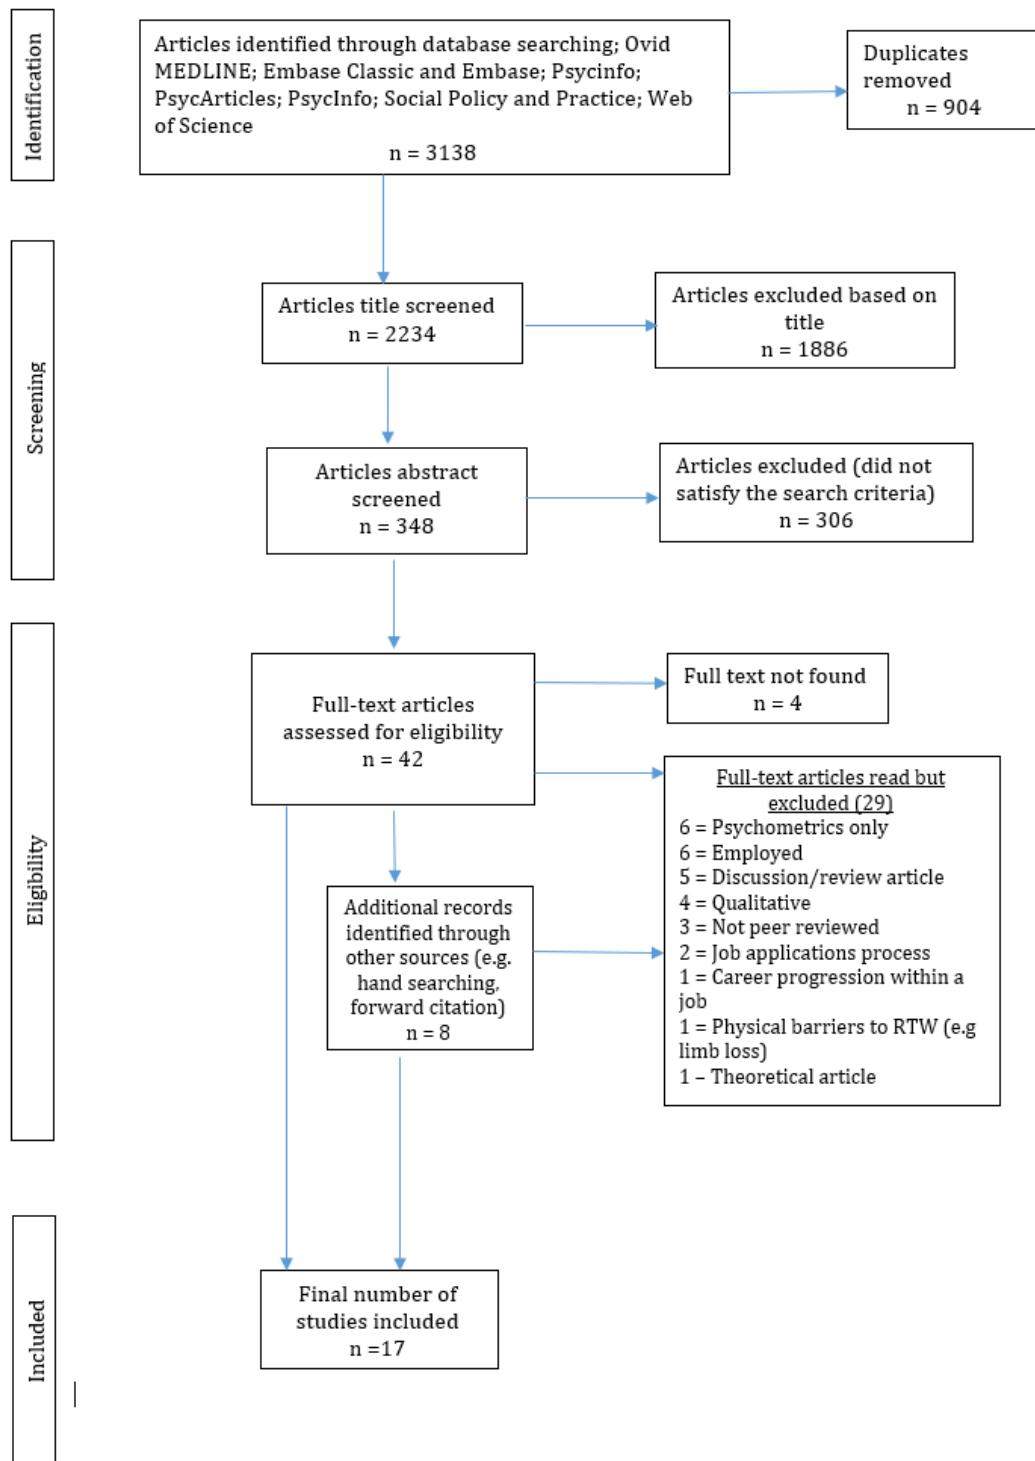 Identification
Articles identified through database searching; Ovid
MEDLINE; Embase Classic and Embase; Psycinfo;
PsycArticles; PsycInfo; Social Policy and Practice; Web
of Science
n = 3138
Duplicates
removed
n = 904
Screening
Articles title screened
n = 2234
Articles excluded based on
title
n = 1886
Articles abstract
screened
n = 348
Articles excluded (did not
satisfy the search criteria)
n = 306
Eligibility
Full-text articles
assessed for eligibility
n = 42
Full text not found
n = 4
Full-text articles read but
excluded (29)
6 = Psychometrics only
6 = Employed
5 = Discussion/review article
4 = Qualitative
3 = Not peer reviewed
2 = Job applications process
1 = Career progression within a
job
1 = Physical barriers to RTW (e.g
limb loss)
1 – Theoretical article
Additional records
identified through
other sources (e.g.
hand searching,
forward citation)
n = 8
Included
Final number of
studies included
n =17